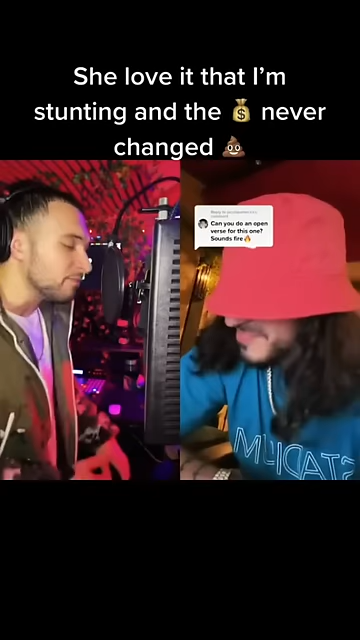 She love it that I'm
stunting and the 💰 never
changed 💩
Can you do an open
verse for this one?
Sounds fire🔥
STADIUM